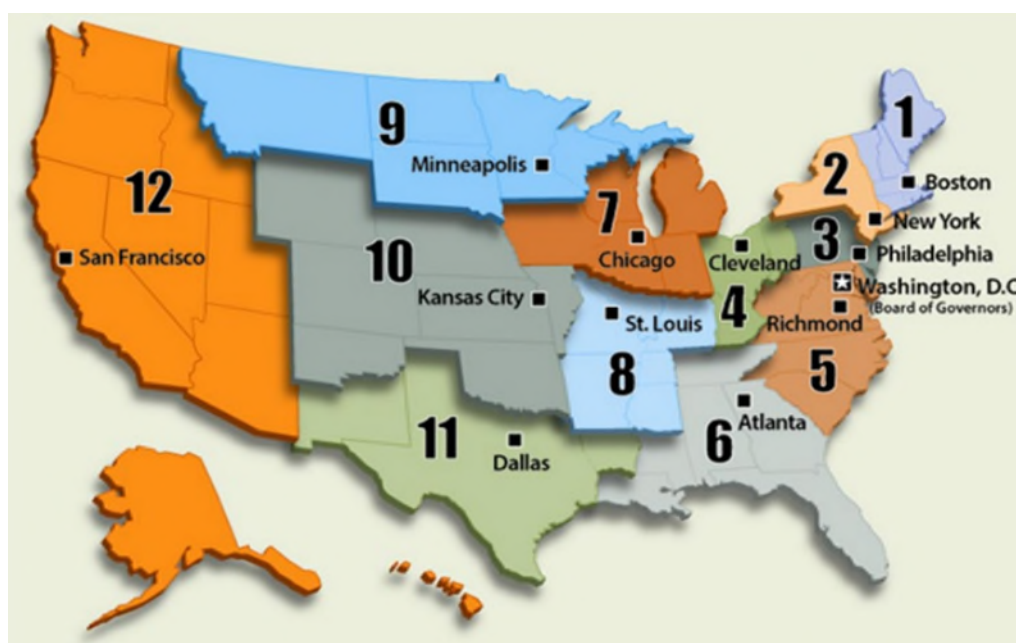 1
Boston
2
New York
3
Philadelphia
Washington, D.C
(Board of Governors)
Cleveland
4
Richmond
5
6
Atlanta
7
Chicago
St. Louis
8
9
Minneapolis
10
Kansas City
11
Dallas
12
San Francisco